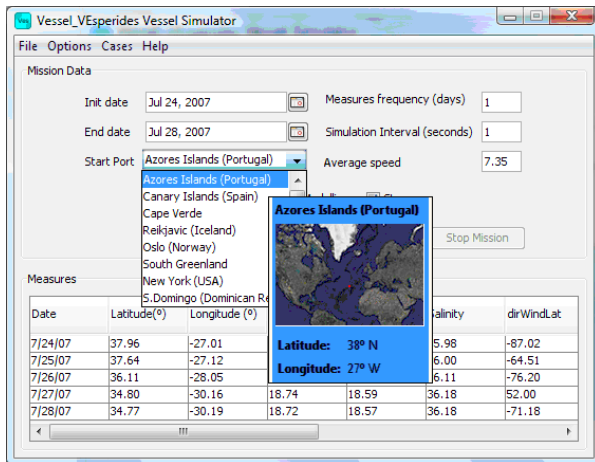 Vessel_VEsperides Vessel Simulator
File Options Cases Help
Mission Data
Init date Jul 24, 2007 Measures frequency (days) 1
End date Jul 28, 2007 Simulation Interval (seconds) 1
Start Port Azores Islands (Portugal) Average speed 7.35
Azores Islands (Portugal)
Canary Islands (Spain)
Cape Verde
Reikjavic (Iceland)
Oslo (Norway)
South Greenland
New York (USA)
S.Domingo (Dominican Re
Azores Islands (Portugal)
Latitude: 38º N
Longitude: 27º W
Stop Mission
Measures
Date Latitude(º) Longitude (º) Salinity dirWindLat
7/24/07 37.96 -27.01 5.98 -87.02
7/25/07 37.64 -27.12 6.00 -64.51
7/26/07 36.11 -28.05 6.11 -76.20
7/27/07 34.80 -30.16 18.74 18.59 36.18 52.00
7/28/07 34.77 -30.19 18.72 18.57 36.18 -71.18